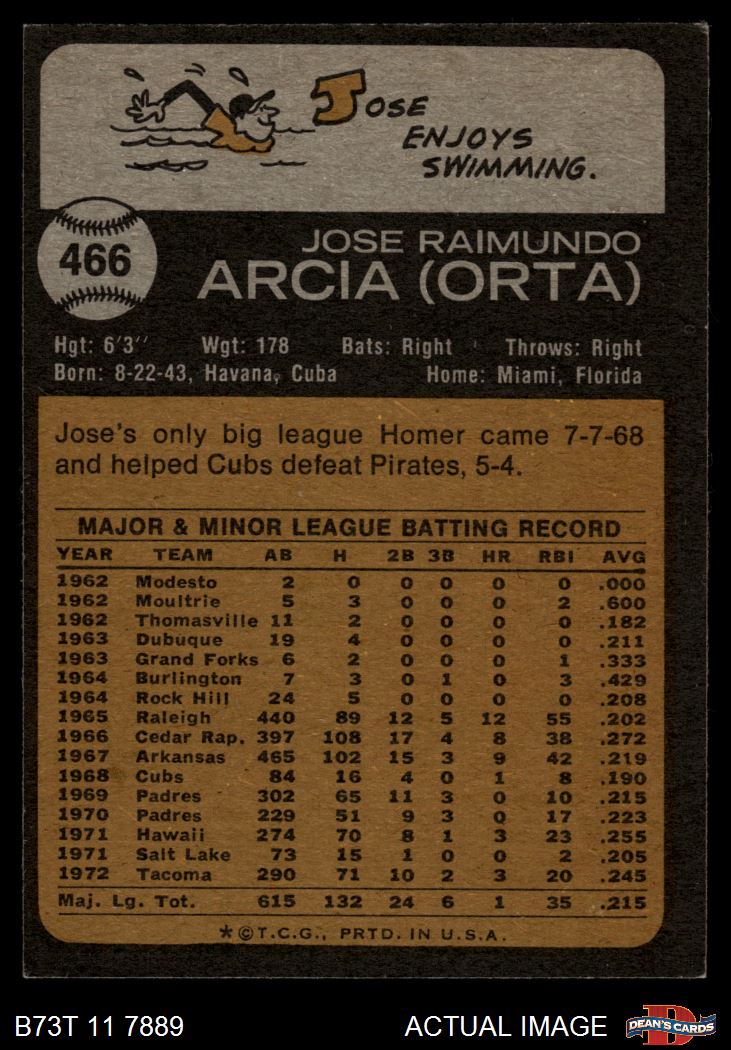 JOSE
ENJOYS
SWIMMING.
466
JOSE RAIMUNDO
ARCIA (ORTA)
Hgt: 6'3'' Wgt: 178 Bats: Right Throws: Right
Born: 8-22-43, Havana, Cuba Home: Miami, Florida
Jose's only big league Homer came 7-7-68
and helped Cubs defeat Pirates, 5-4.
MAJOR & MINOR LEAGUE BATTING RECORD
YEAR TEAM AB H 2B 3B HR RBI AVG
1962 Modesto 2 0 0 0 0 0 .000
1962 Moultrie 5 3 0 0 0 2 .600
1962 Thomasville 11 2 0 0 0 0 .182
1963 Dubuque 19 4 0 0 0 0 .211
1963 Grand Forks 6 2 0 0 0 1 .333
1964 Burlington 7 3 0 1 0 3 .429
1964 Rock Hill 24 5 0 0 0 0 .208
1965 Raleigh 440 89 12 5 12 55 .202
1966 Cedar Rap. 397 108 17 4 8 38 .272
1967 Arkansas 465 102 15 3 9 42 .219
1968 Cubs 84 16 4 0 1 8 .190
1969 Padres 302 65 11 3 0 10 .215
1970 Padres 229 51 9 3 0 17 .223
1971 Hawaii 274 70 8 1 3 23 .255
1971 Salt Lake 73 15 1 0 0 2 .205
1972 Tacoma 290 71 10 2 3 20 .245
Maj. Lg. Tot. 615 132 24 6 1 35 .215
*©T.C.G., PRTD. IN U.S.A.
B73T 11 7889 ACTUAL IMAGE
D
DEAN'S CARDS